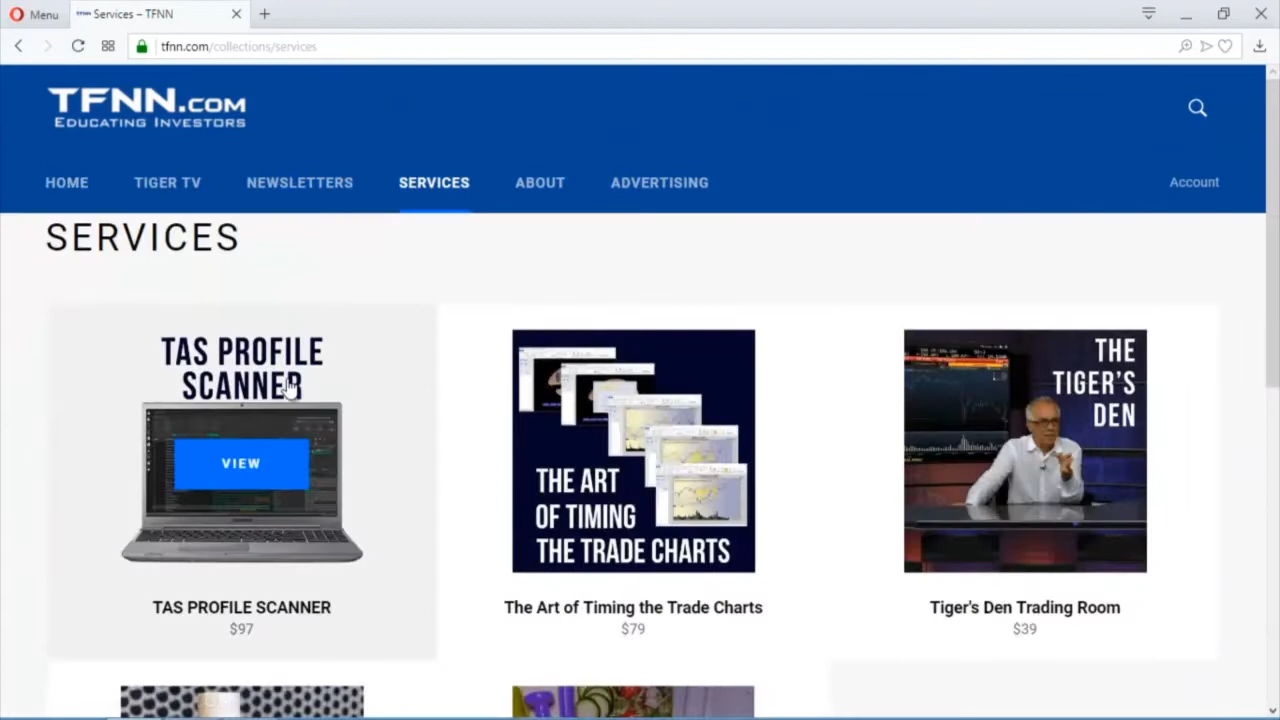 Menu
Services – TFNN
tfnn.com/collections/services
TFNN.COM
EDUCATING INVESTORS
HOME
TIGER TV
NEWSLETTERS
SERVICES
ABOUT
ADVERTISING
Account
SERVICES
TAS PROFILE
SCANNER
VIEW
TAS PROFILE SCANNER
$97
THE ART
OF TIMING
THE TRADE CHARTS
The Art of Timing the Trade Charts
$79
THE
TIGER'S
DEN
Tiger's Den Trading Room
$39